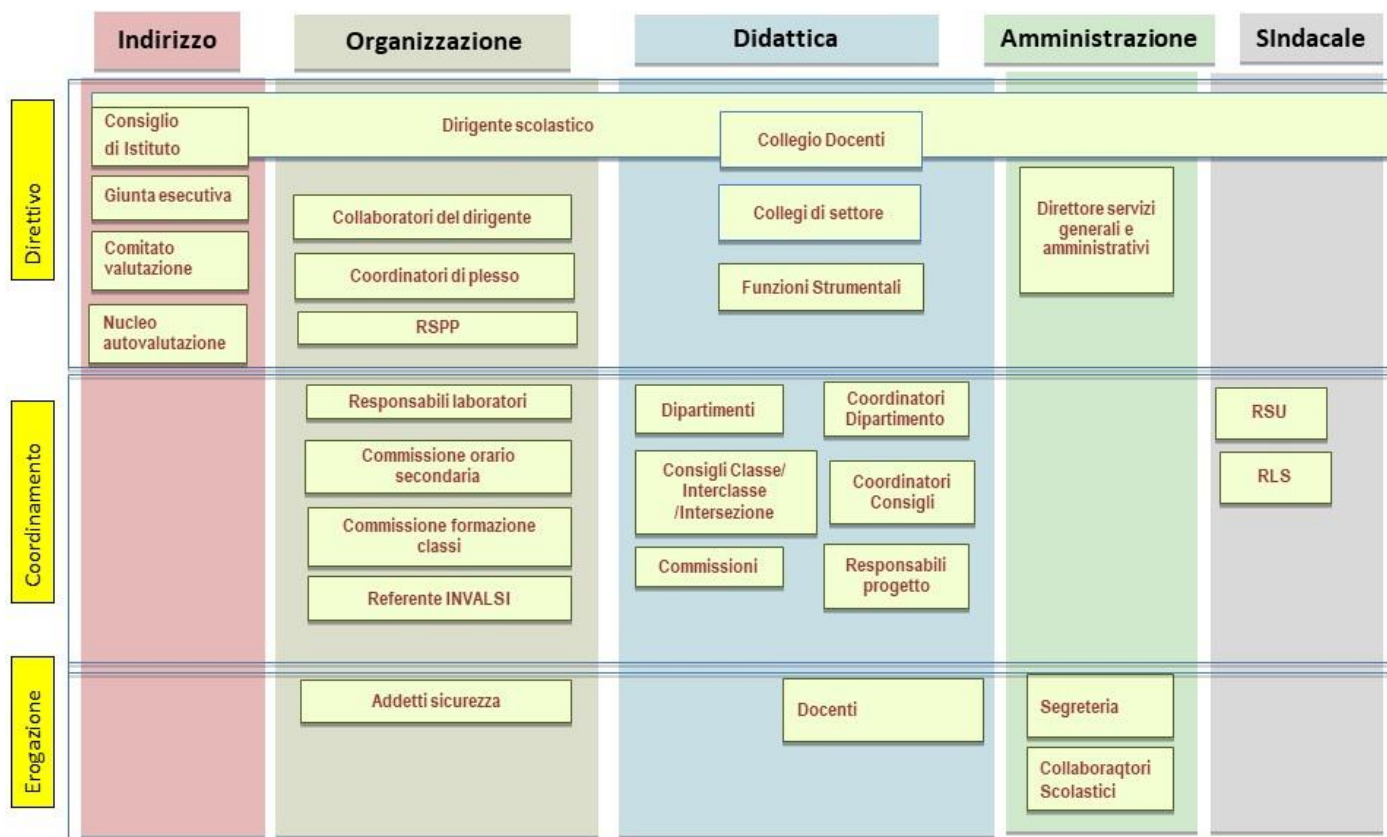 Indirizzo
Organizzazione
Didattica
Amministrazione
SIndacale
Direttivo
Consiglio
di Istituto
Dirigente scolastico
Collegio Docenti
Giunta esecutiva
Collaboratori del dirigente
Collegi di settore
Direttore servizi
generali e
amministrativi
Comitato
valutazione
Coordinatori di plesso
Funzioni Strumentali
Nucleo
autovalutazione
RSPP
Coordinamento
Responsabili laboratori
Dipartimenti
Coordinatori
Dipartimento
RSU
Commissione orario
secondaria
Consigli Classe/
Interclasse
/Intersezione
Coordinatori
Consigli
RLS
Commissione formazione
classi
Commissioni
Responsabili
progetto
Referente INVALSI
Erogazione
Addetti sicurezza
Docenti
Segreteria
Collaboraqtori
Scolastici